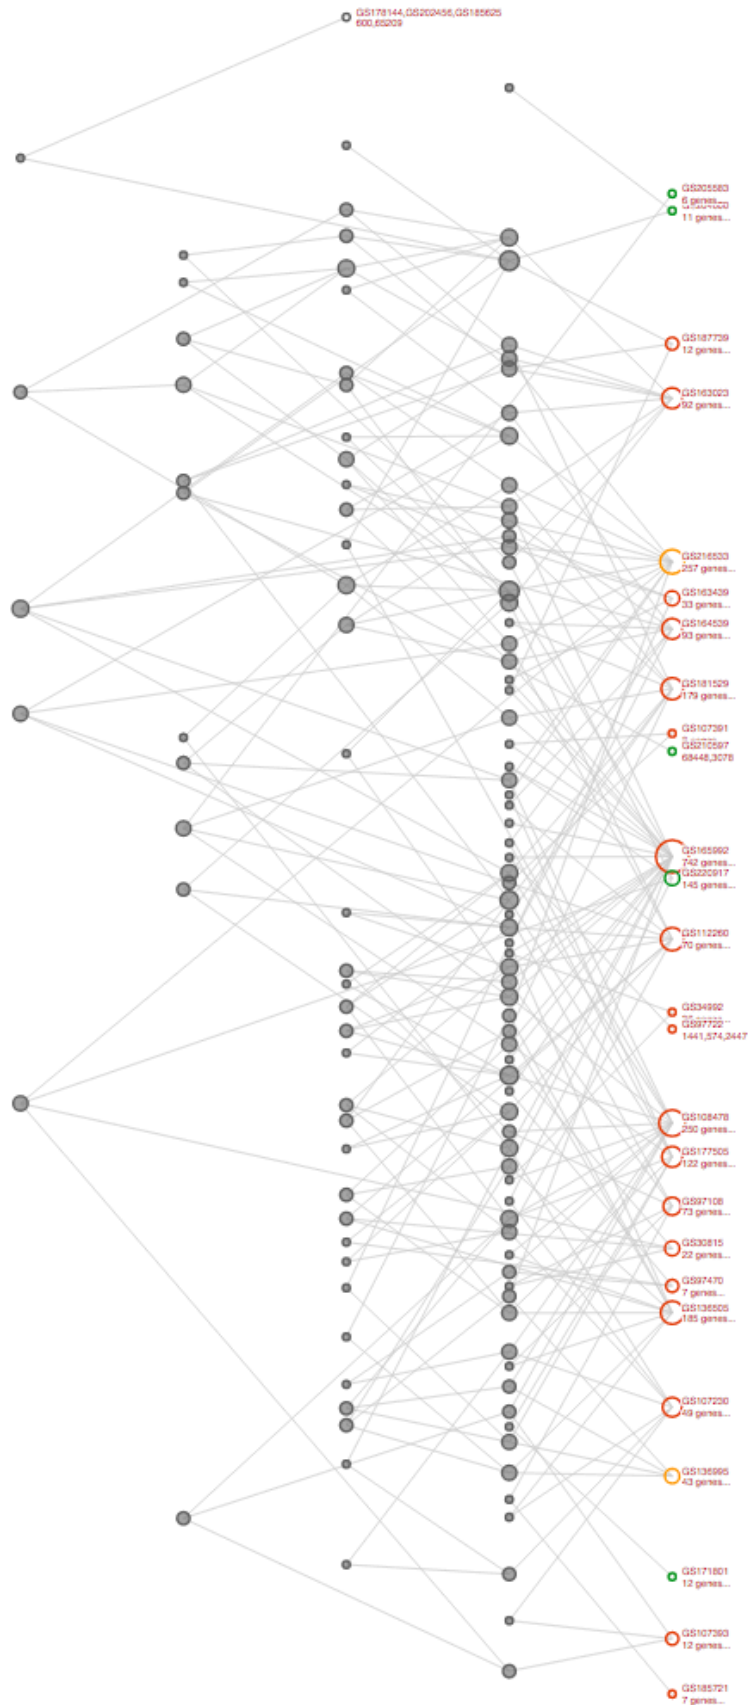 GS178144,GS202456,GS185625
600,65209
GS205583
6 genes...
11 genes...
GS187739
12 genes...
GS163023
92 genes...
GS216533
257 genes...
GS163439
33 genes...
GS164539
93 genes...
GS181529
179 genes...
GS107391
GS210597
68448,3078
GS165992
742 genes...
GS220917
145 genes...
GS112260
70 genes...
GS34992
GS97722
1441,574,2447
GS108478
250 genes...
GS177505
122 genes...
GS97108
73 genes...
GS30815
22 genes...
GS97470
7 genes...
GS136505
185 genes...
GS107230
49 genes...
GS136995
43 genes...
GS171801
12 genes...
GS107393
12 genes...
GS185721
7 genes...